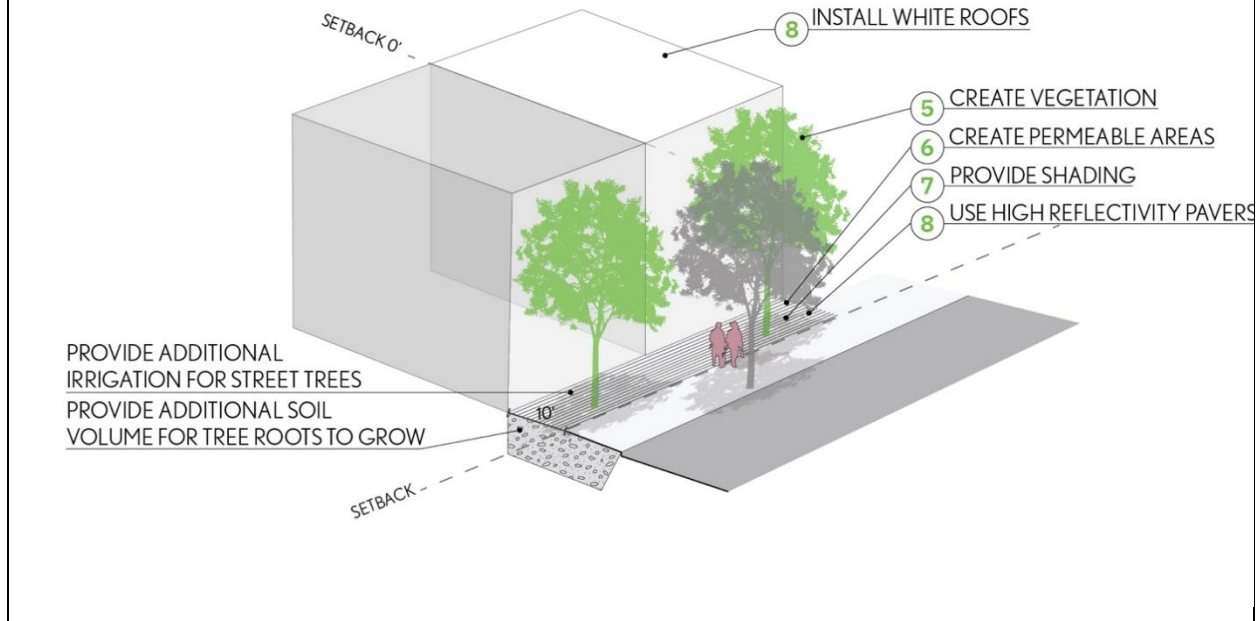 SETBACK 0'
8 INSTALL WHITE ROOFS
5 CREATE VEGETATION
6 CREATE PERMEABLE AREAS
7 PROVIDE SHADING
8 USE HIGH REFLECTIVITY PAVERS
PROVIDE ADDITIONAL
IRRIGATION FOR STREET TREES
PROVIDE ADDITIONAL SOIL
VOLUME FOR TREE ROOTS TO GROW
10'
SETBACK